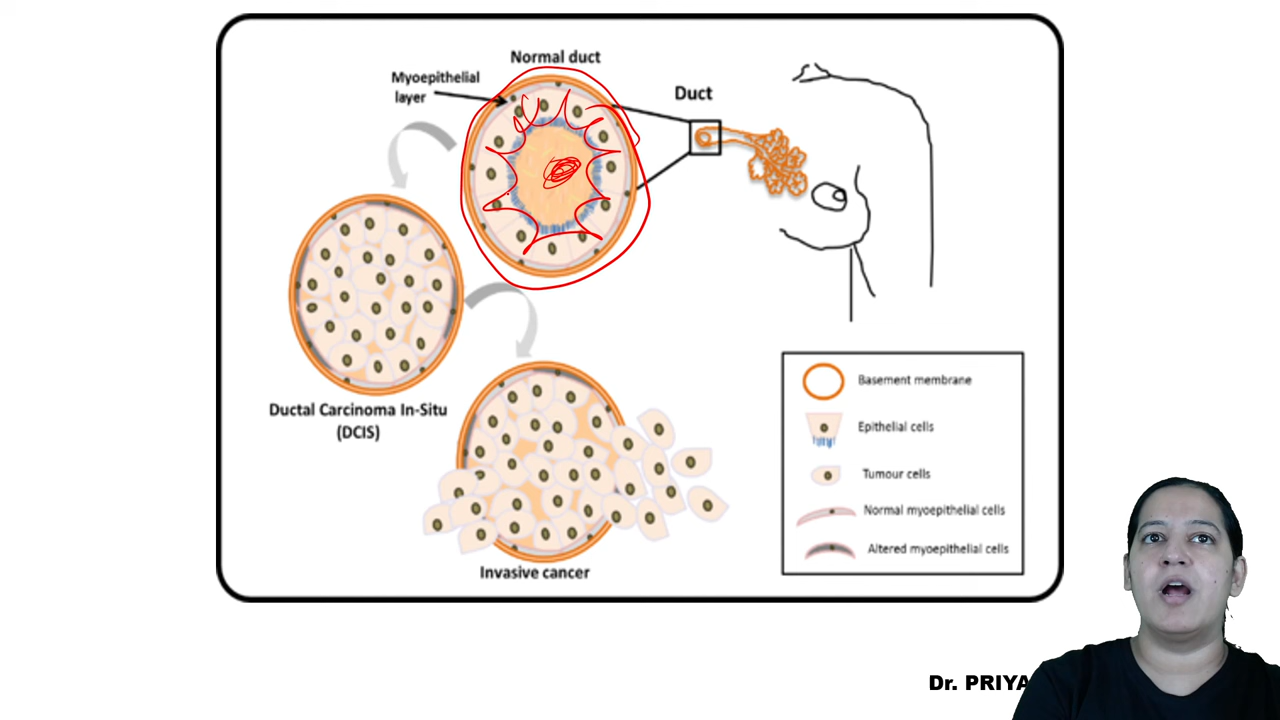 Normal duct
Myoepithelial
layer
Duct
Ductal Carcinoma In-Situ
(DCIS)
Invasive cancer
Basement membrane
Epithelial cells
Tumour cells
Normal myoepithelial cells
Altered myoepithelial cells
Dr. PRIYA